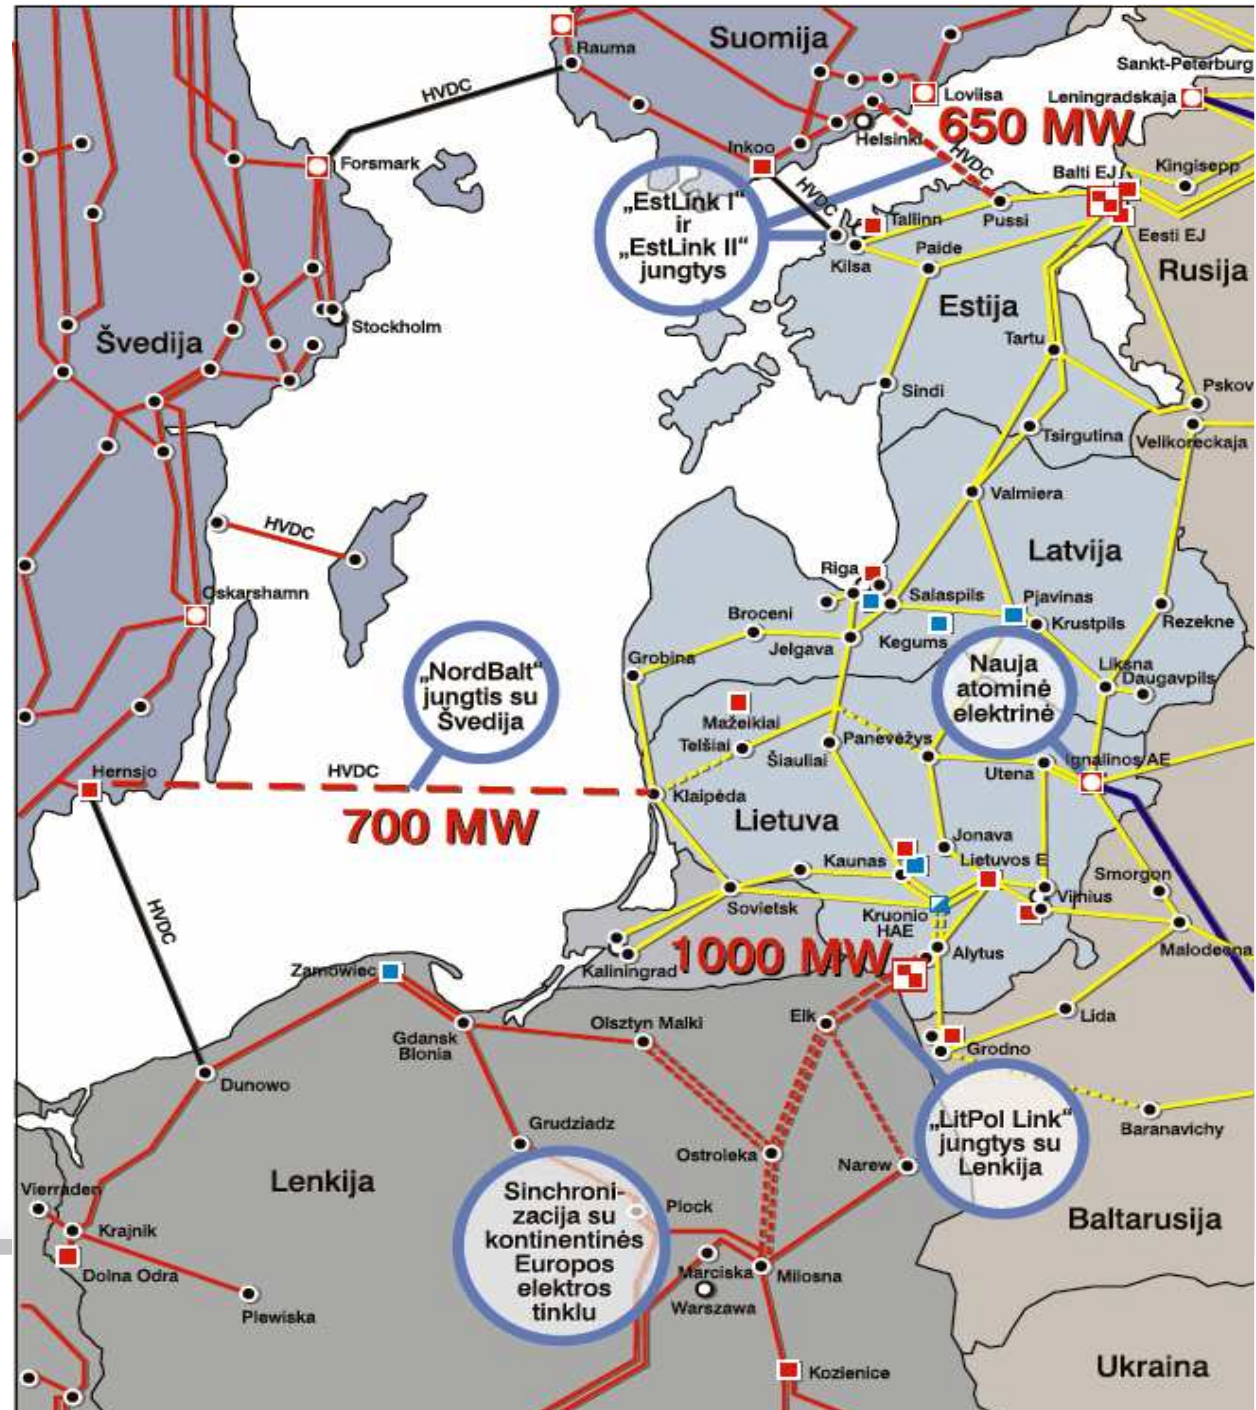 Suomija
Rauma
Sankt-Peterburg
HVDC
Loviisa
Leningradskaja
650 MW
Helsinki
Inkoo
HVDC
Forsmark
Balti EJ
Kingisepp
HVDC
„EstLink I“
ir
„EstLink II“
jungtys
Tallinn
Pussi
Eesti EJ
Kilsa
Paide
Rusija
Estija
Stockholm
Švedija
Tartu
Sindi
Pskov
Tsirgutina
Velikoreckaja
Valmiera
HVDC
Latvija
Riga
Oskarshamn
Salaspils
Pjavinas
Broceni
Krustpils
Rezekne
Jelgava
Kegums
„NordBalt“
jungtis su
Švedija
Grobina
Nauja
atominė
elektrinė
Liksna
Daugavpils
Mažeikiai
Telšiai
Panevėžys
Šiauliai
Ignalinos AE
Utena
Hernsjo
HVDC
Klaipėda
700 MW
Lietuva
Jonava
Kaunas
Lietuvos E
Smorgon
Vilnius
Sovietsk
Kruonio
HAE
HVDC
1000 MW
Alytus
Malodecna
Kaliningrad
Zarnowiec
Elk
Olsztyn Malki
Lida
Gdansk
Blonia
Grodno
Dunowo
„LitPol Link“
jungtys su
Lenkija
Baranavichy
Grudziadz
Ostroleka
Narew
Lenkija
Vierraden
Sinchroni-
zacija su
kontinentinės
Europos
elektros
tinklu
Plock
Baltarusija
Krajnik
Dolna Odra
Marciska
Milosna
Warszawa
Plewiska
Kozienice
Ukraina